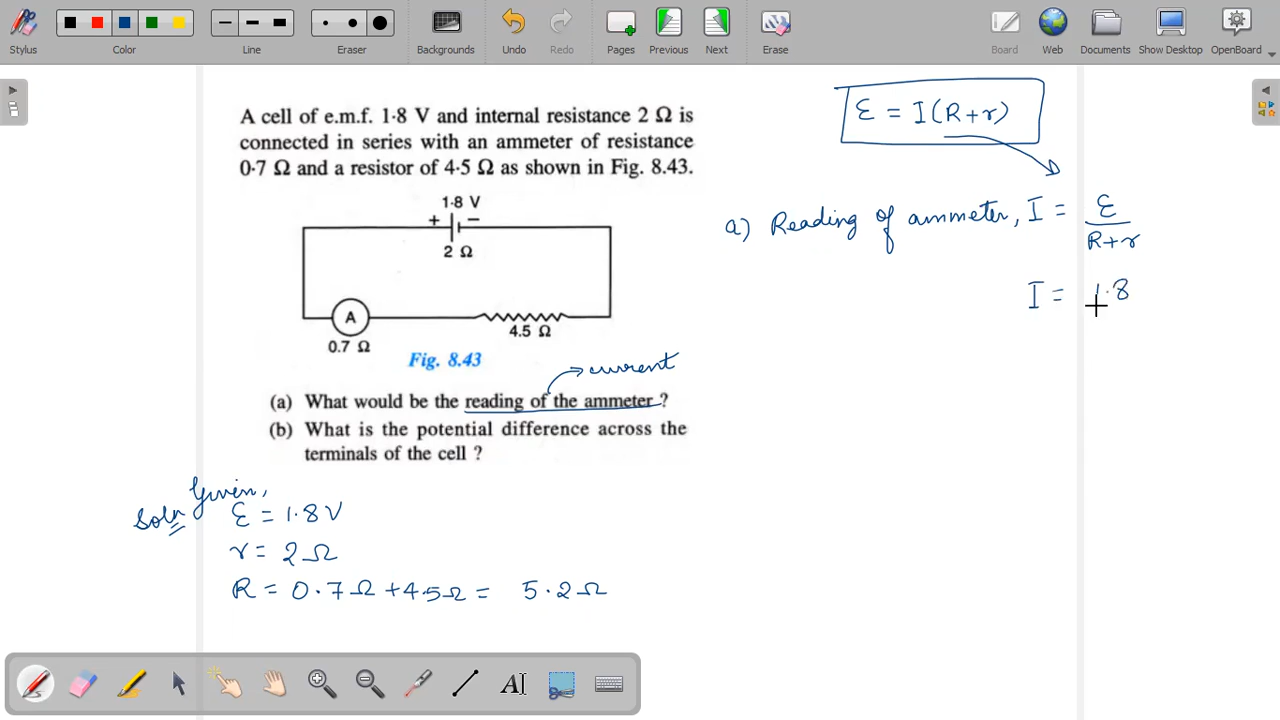 Stylus Color Line Eraser Backgrounds Undo Redo Pages Previous Next Erase Board Web Documents Show Desktop OpenBoard
A cell of e.m.f. 1·8 V and internal resistance 2 Ω is
connected in series with an ammeter of resistance
0·7 Ω and a resistor of 4·5 Ω as shown in Fig. 8.43.
1·8 V
+ −
2 Ω
A
0.7 Ω
4.5 Ω
Fig. 8.43
current
(a) What would be the reading of the ammeter ?
(b) What is the potential difference across the
terminals of the cell ?
Soln Given,
Ɛ = 1.8 V
r = 2 Ω
R = 0.7 Ω + 4.5 Ω = 5.2 Ω
Ɛ = I (R+r)
a) Reading of ammeter, I = Ɛ / R+r
I = 1.8
A